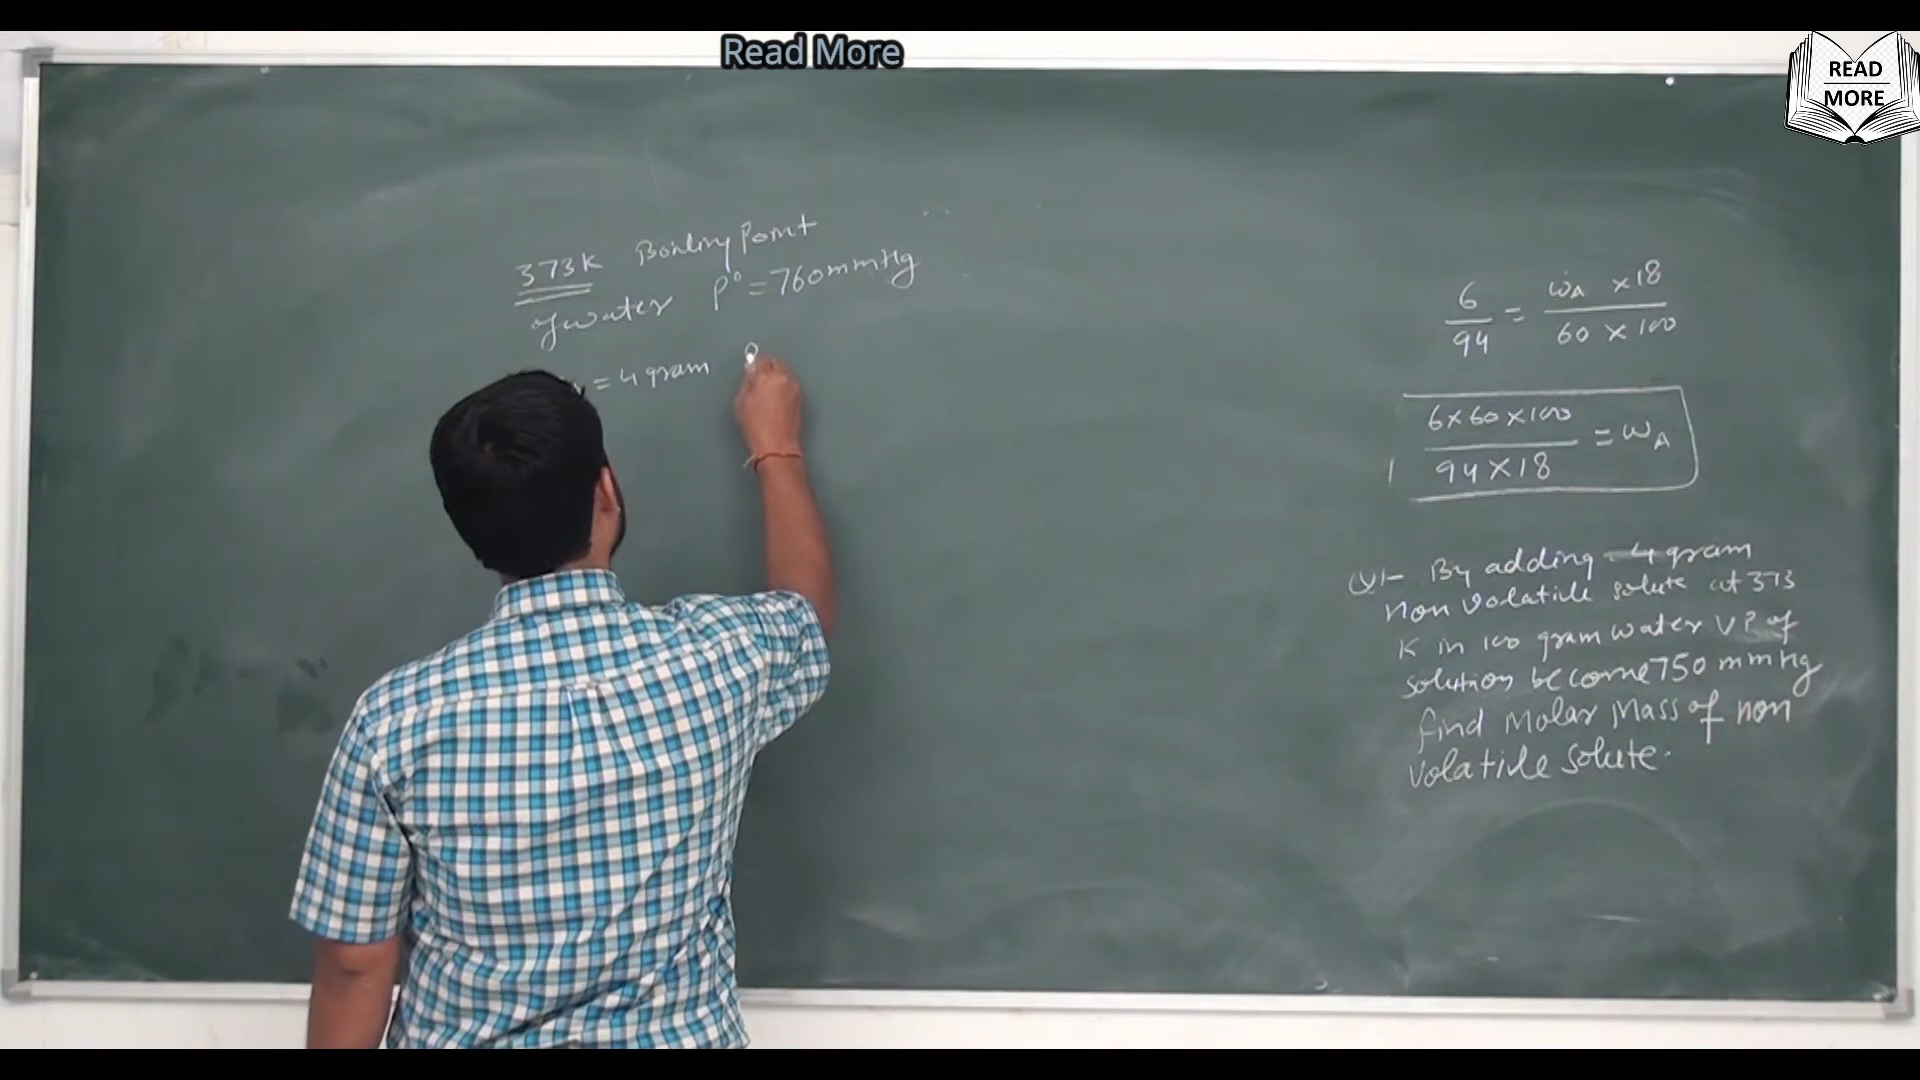 Read More
READ
MORE
373K Boiling Point
of water P° = 760mmHg
= 4 gram
6/94 = wA × 18 / 60 × 100
6×60×100 / 94×18 = wA
Q1- By adding 4 gram
non volatile solute at 373
K in 100 gram water VP of
solution become 750 mmHg
find Molar Mass of non
volatile solute.